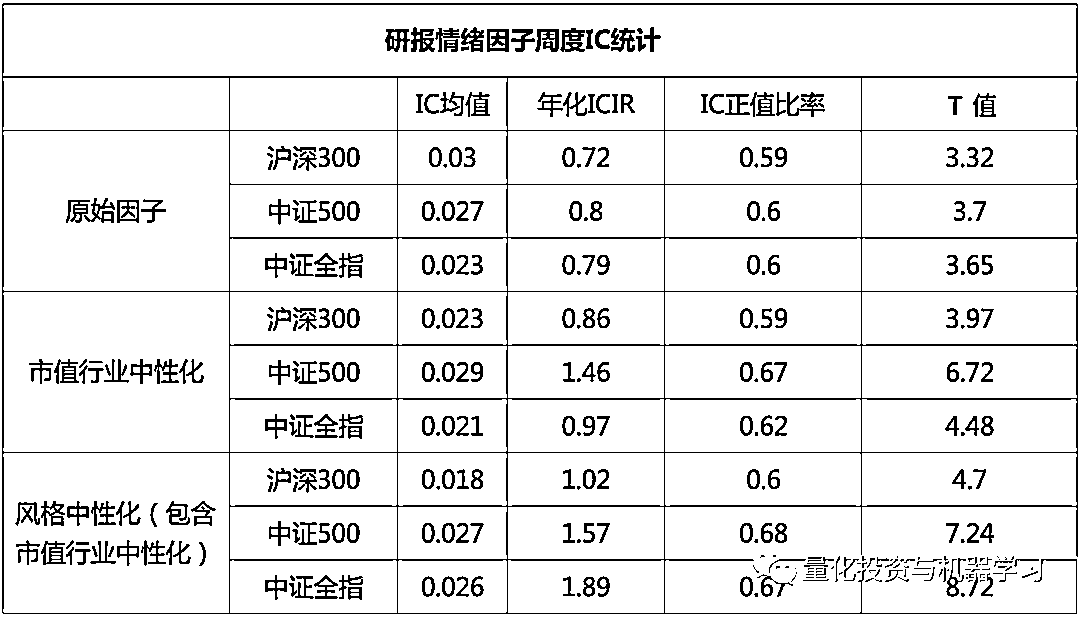 研报情绪因子周度IC统计
IC均值 年化ICIR IC正值比率 T 值
原始因子
沪深300 0.03 0.72 0.59 3.32
中证500 0.027 0.8 0.6 3.7
中证全指 0.023 0.79 0.6 3.65
市值行业中性化
沪深300 0.023 0.86 0.59 3.97
中证500 0.029 1.46 0.67 6.72
中证全指 0.021 0.97 0.62 4.48
风格中性化（包含
市值行业中性化）
沪深300 0.018 1.02 0.6 4.7
中证500 0.027 1.57 0.68 7.24
中证全指 0.026 1.89 0.67 8.72
量化投资与机器学习